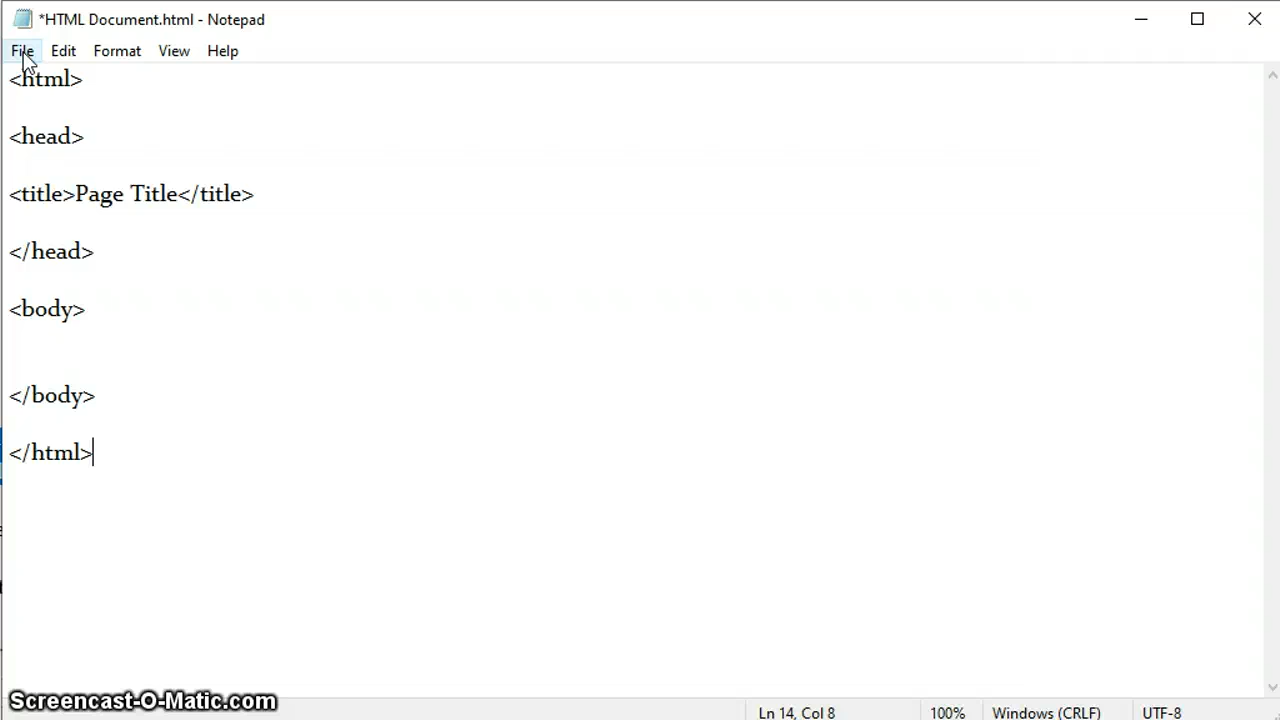 *HTML Document.html - Notepad
File Edit Format View Help
<html>
<head>
<title>Page Title</title>
</head>
<body>
</body>
</html>
Screencast-O-Matic.com
Ln 14, Col 8 100% Windows (CRLF) UTF-8